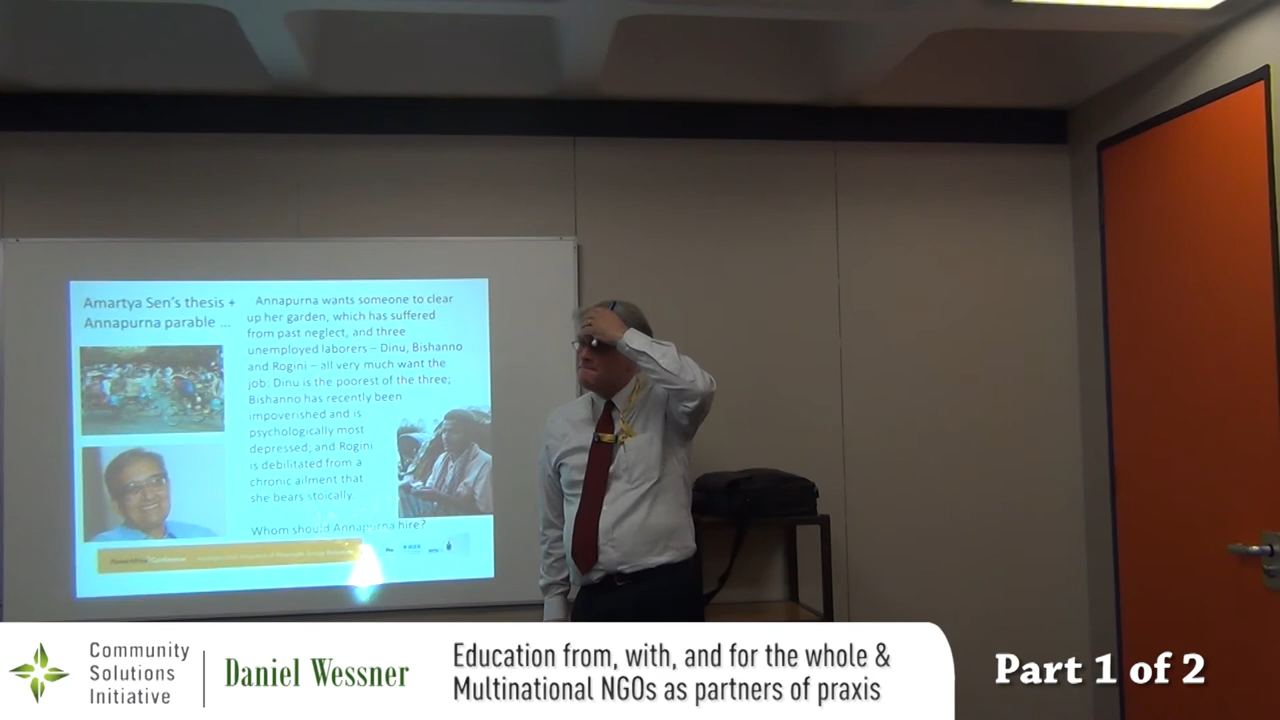 Amartya Sen's thesis +
Annapurna parable ...
Annapurna wants someone to clear
up her garden, which has suffered
from past neglect, and three
unemployed laborers – Dinu, Bishanno
and Rogini – all very much want the
job. Dinu is the poorest of the three;
Bishanno has recently been
impoverished and is
psychologically most
depressed; and Rogini
is debilitated from a
chronic ailment that
she bears stoically.
Whom should Annapurna hire?
Community
Solutions
Initiative
Daniel Wessner
Education from, with, and for the whole &
Multinational NGOs as partners of praxis
Part 1 of 2